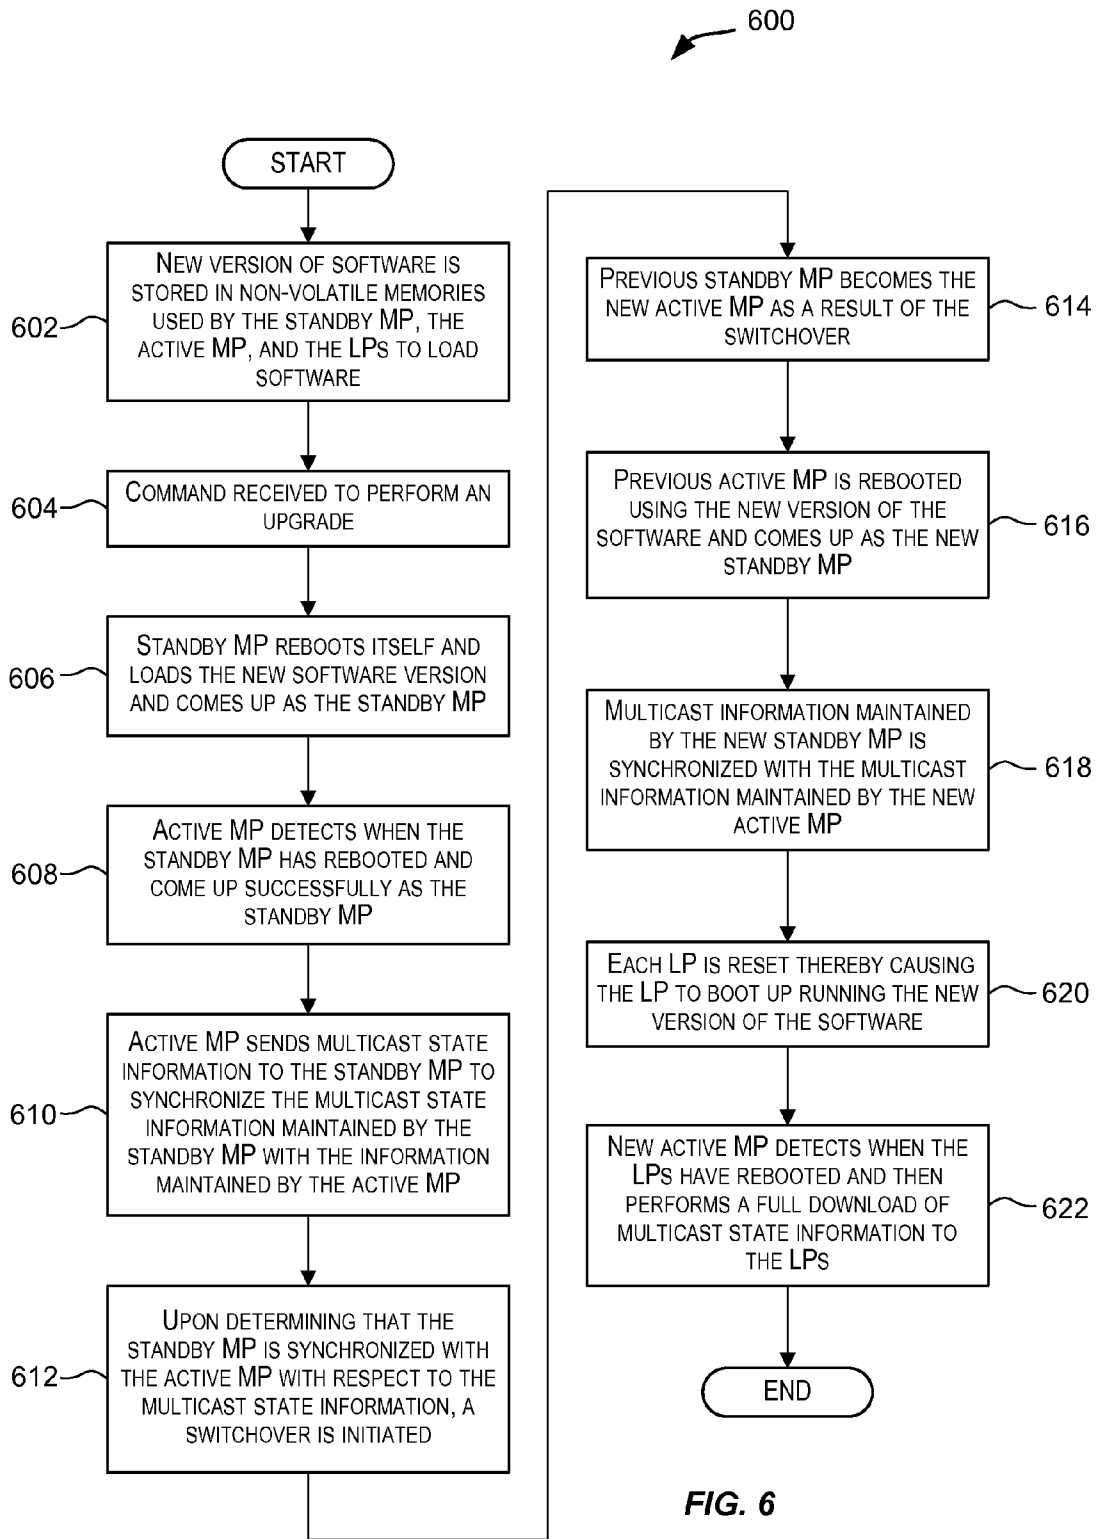 600
START
602
NEW VERSION OF SOFTWARE IS
STORED IN NON-VOLATILE MEMORIES
USED BY THE STANDBY MP, THE
ACTIVE MP, AND THE LPS TO LOAD
SOFTWARE
604
COMMAND RECEIVED TO PERFORM AN
UPGRADE
606
STANDBY MP REBOOTS ITSELF AND
LOADS THE NEW SOFTWARE VERSION
AND COMES UP AS THE STANDBY MP
608
ACTIVE MP DETECTS WHEN THE
STANDBY MP HAS REBOOTED AND
COME UP SUCCESSFULLY AS THE
STANDBY MP
610
ACTIVE MP SENDS MULTICAST STATE
INFORMATION TO THE STANDBY MP TO
SYNCHRONIZE THE MULTICAST STATE
INFORMATION MAINTAINED BY THE
STANDBY MP WITH THE INFORMATION
MAINTAINED BY THE ACTIVE MP
612
UPON DETERMINING THAT THE
STANDBY MP IS SYNCHRONIZED WITH
THE ACTIVE MP WITH RESPECT TO THE
MULTICAST STATE INFORMATION, A
SWITCHOVER IS INITIATED
PREVIOUS STANDBY MP BECOMES THE
NEW ACTIVE MP AS A RESULT OF THE
SWITCHOVER
614
PREVIOUS ACTIVE MP IS REBOOTED
USING THE NEW VERSION OF THE
SOFTWARE AND COMES UP AS THE NEW
STANDBY MP
616
MULTICAST INFORMATION MAINTAINED
BY THE NEW STANDBY MP IS
SYNCHRONIZED WITH THE MULTICAST
INFORMATION MAINTAINED BY THE NEW
ACTIVE MP
618
EACH LP IS RESET THEREBY CAUSING
THE LP TO BOOT UP RUNNING THE NEW
VERSION OF THE SOFTWARE
620
NEW ACTIVE MP DETECTS WHEN THE
LPS HAVE REBOOTED AND THEN
PERFORMS A FULL DOWNLOAD OF
MULTICAST STATE INFORMATION TO
THE LPS
622
END
FIG. 6